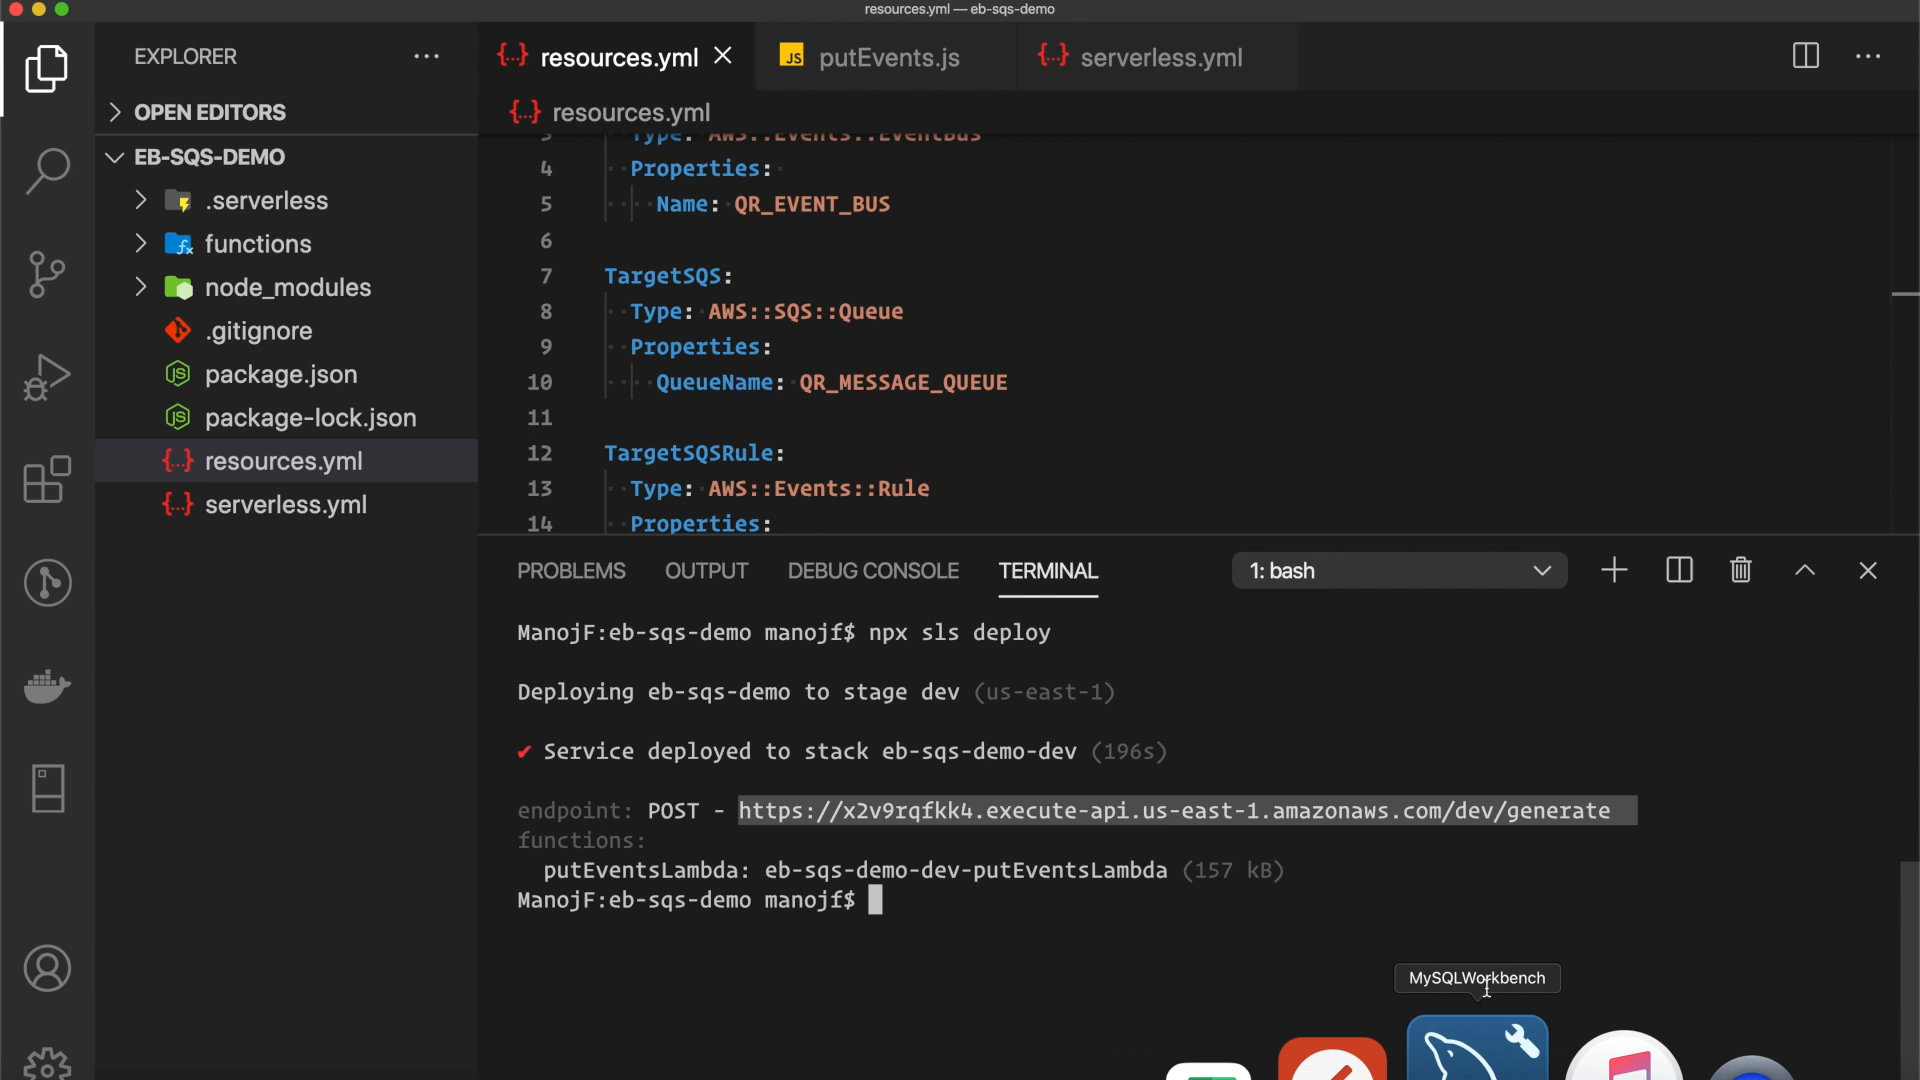 resources.yml — eb-sqs-demo
EXPLORER
OPEN EDITORS
EB-SQS-DEMO
.serverless
functions
node_modules
.gitignore
package.json
package-lock.json
resources.yml
serverless.yml
resources.yml
JS putEvents.js
serverless.yml
resources.yml
3 Type: AWS::Events::EventBus
4 Properties:
5 Name: QR_EVENT_BUS
6
7 TargetSQS:
8 Type: AWS::SQS::Queue
9 Properties:
10 QueueName: QR_MESSAGE_QUEUE
11
12 TargetSQSRule:
13 Type: AWS::Events::Rule
14 Properties:
PROBLEMS OUTPUT DEBUG CONSOLE TERMINAL 1: bash
ManojF:eb-sqs-demo manojf$ npx sls deploy
Deploying eb-sqs-demo to stage dev (us-east-1)
✔ Service deployed to stack eb-sqs-demo-dev (196s)
endpoint: POST - https://x2v9rqfkk4.execute-api.us-east-1.amazonaws.com/dev/generate
functions:
putEventsLambda: eb-sqs-demo-dev-putEventsLambda (157 kB)
ManojF:eb-sqs-demo manojf$
MySQLWorkbench